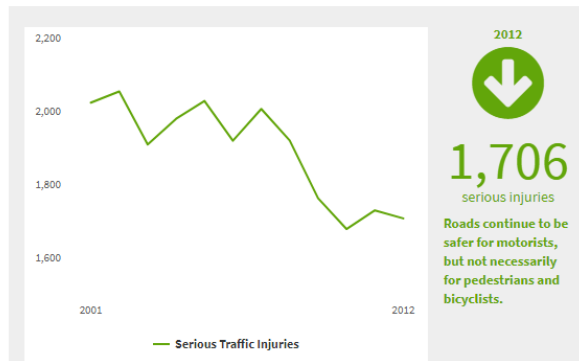 2,200
2,000
1,800
1,600
2001
2012
Serious Traffic Injuries
2012
1,706
serious injuries
Roads continue to be
safer for motorists,
but not necessarily
for pedestrians and
bicyclists.